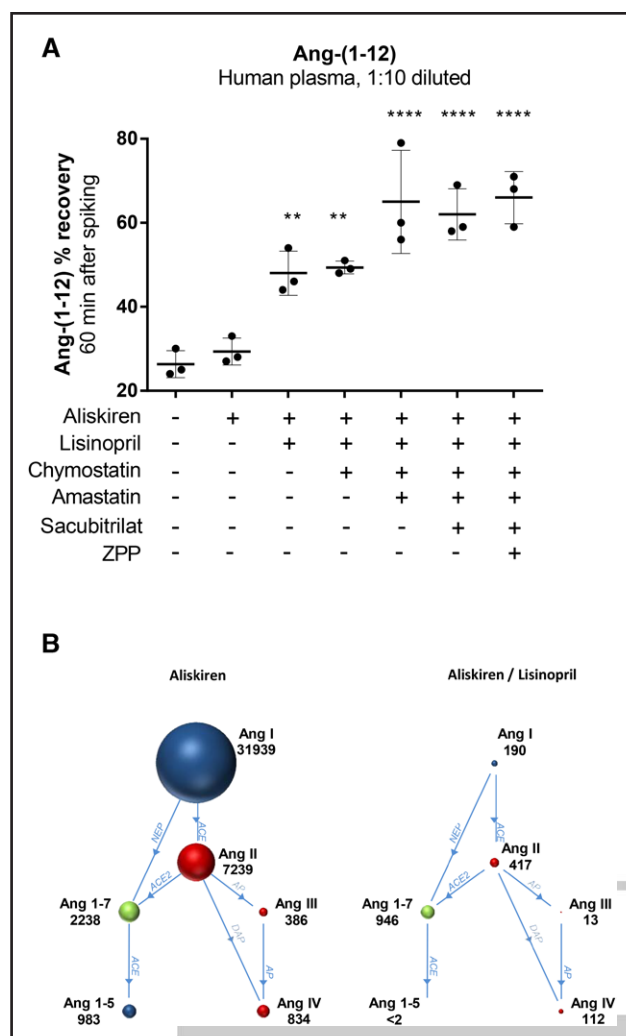 A
Ang-(1-12)
Human plasma, 1:10 diluted
Ang-(1-12) % recovery
60 min after spiking
80
60
40
20
** ** **** **** ****
Aliskiren - + + + + + +
Lisinopril - - + + + + +
Chymostatin - - - + + + +
Amastatin - - - - + + +
Sacubitrilat - - - - - + +
ZPP - - - - - - +
B
Aliskiren
Ang I
31939
NEP
ACE
Ang II
7239
ACE2
AP
Ang 1-7
2238
Ang III
386
DAP
ACE
AP
Ang 1-5
983
Ang IV
834
Aliskiren / Lisinopril
Ang I
190
NEP
ACE
Ang II
417
ACE2
AP
Ang 1-7
946
Ang III
13
DAP
ACE
AP
Ang 1-5
<2
Ang IV
112